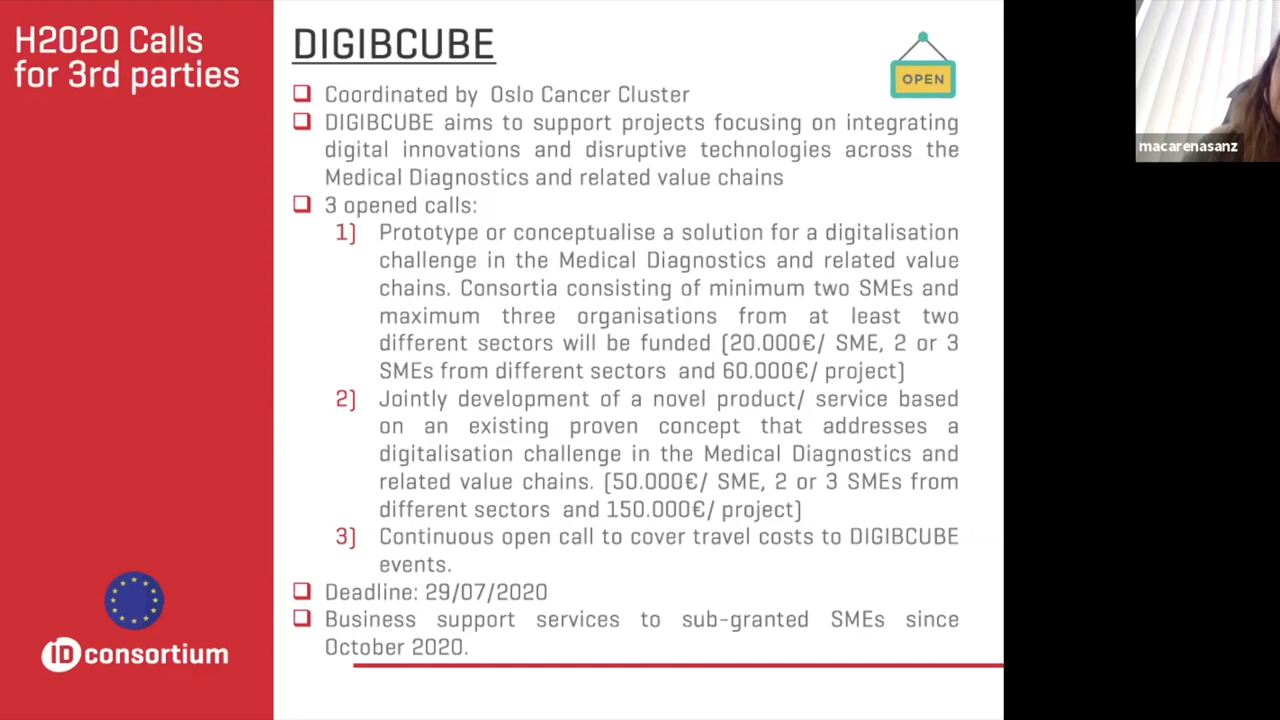 H2020 Calls
for 3rd parties
DIGIBCUBE
OPEN
Coordinated by Oslo Cancer Cluster
DIGIBCUBE aims to support projects focusing on integrating
digital innovations and disruptive technologies across the
Medical Diagnostics and related value chains
3 opened calls:
1) Prototype or conceptualise a solution for a digitalisation
challenge in the Medical Diagnostics and related value
chains. Consortia consisting of minimum two SMEs and
maximum three organisations from at least two
different sectors will be funded (20.000€/ SME, 2 or 3
SMEs from different sectors and 60.000€/ project)
2) Jointly development of a novel product/ service based
on an existing proven concept that addresses a
digitalisation challenge in the Medical Diagnostics and
related value chains. (50.000€/ SME, 2 or 3 SMEs from
different sectors and 150.000€/ project)
3) Continuous open call to cover travel costs to DIGIBCUBE
events.
Deadline: 29/07/2020
Business support services to sub-granted SMEs since
October 2020.
iD consortium
macarenasanz